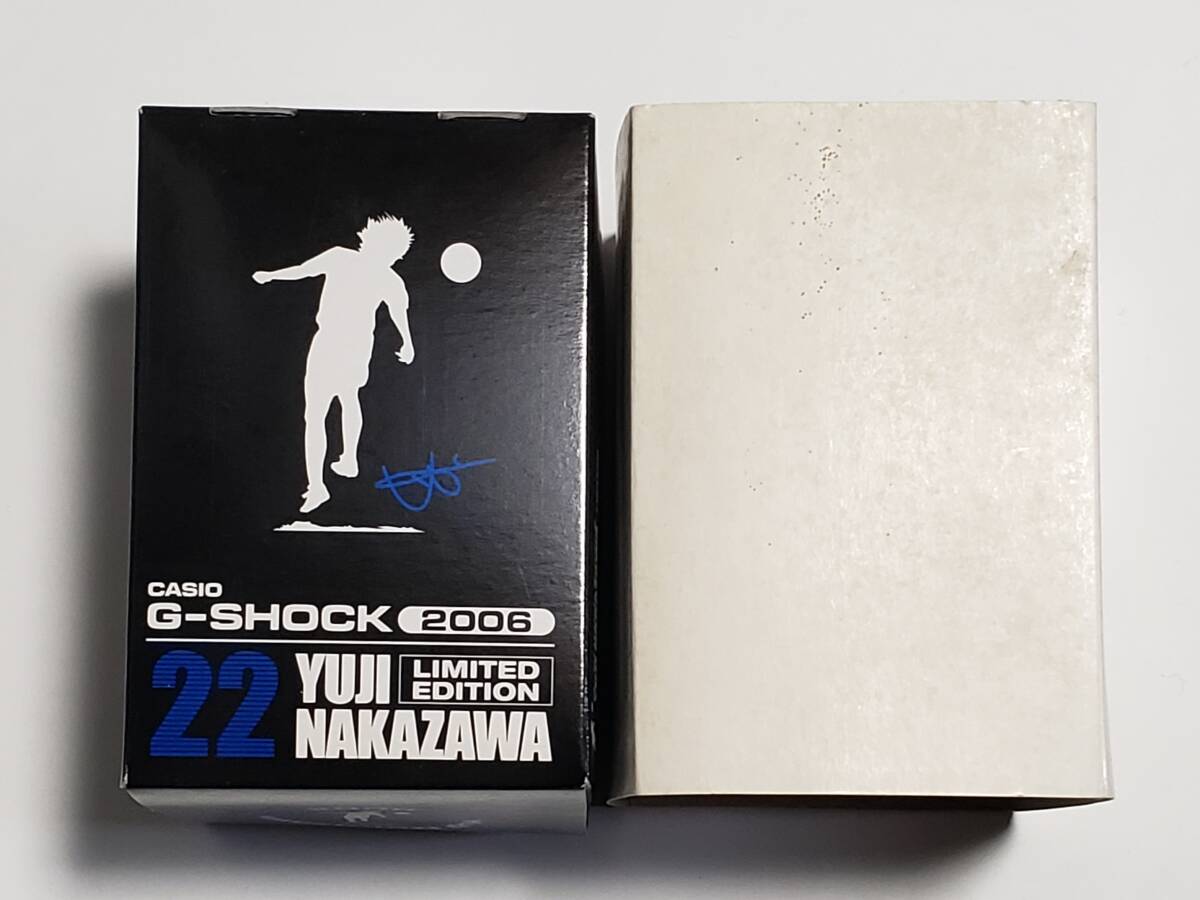 CASIO
G-SHOCK 2006
22 YUJI NAKAZAWA
LIMITED EDITION